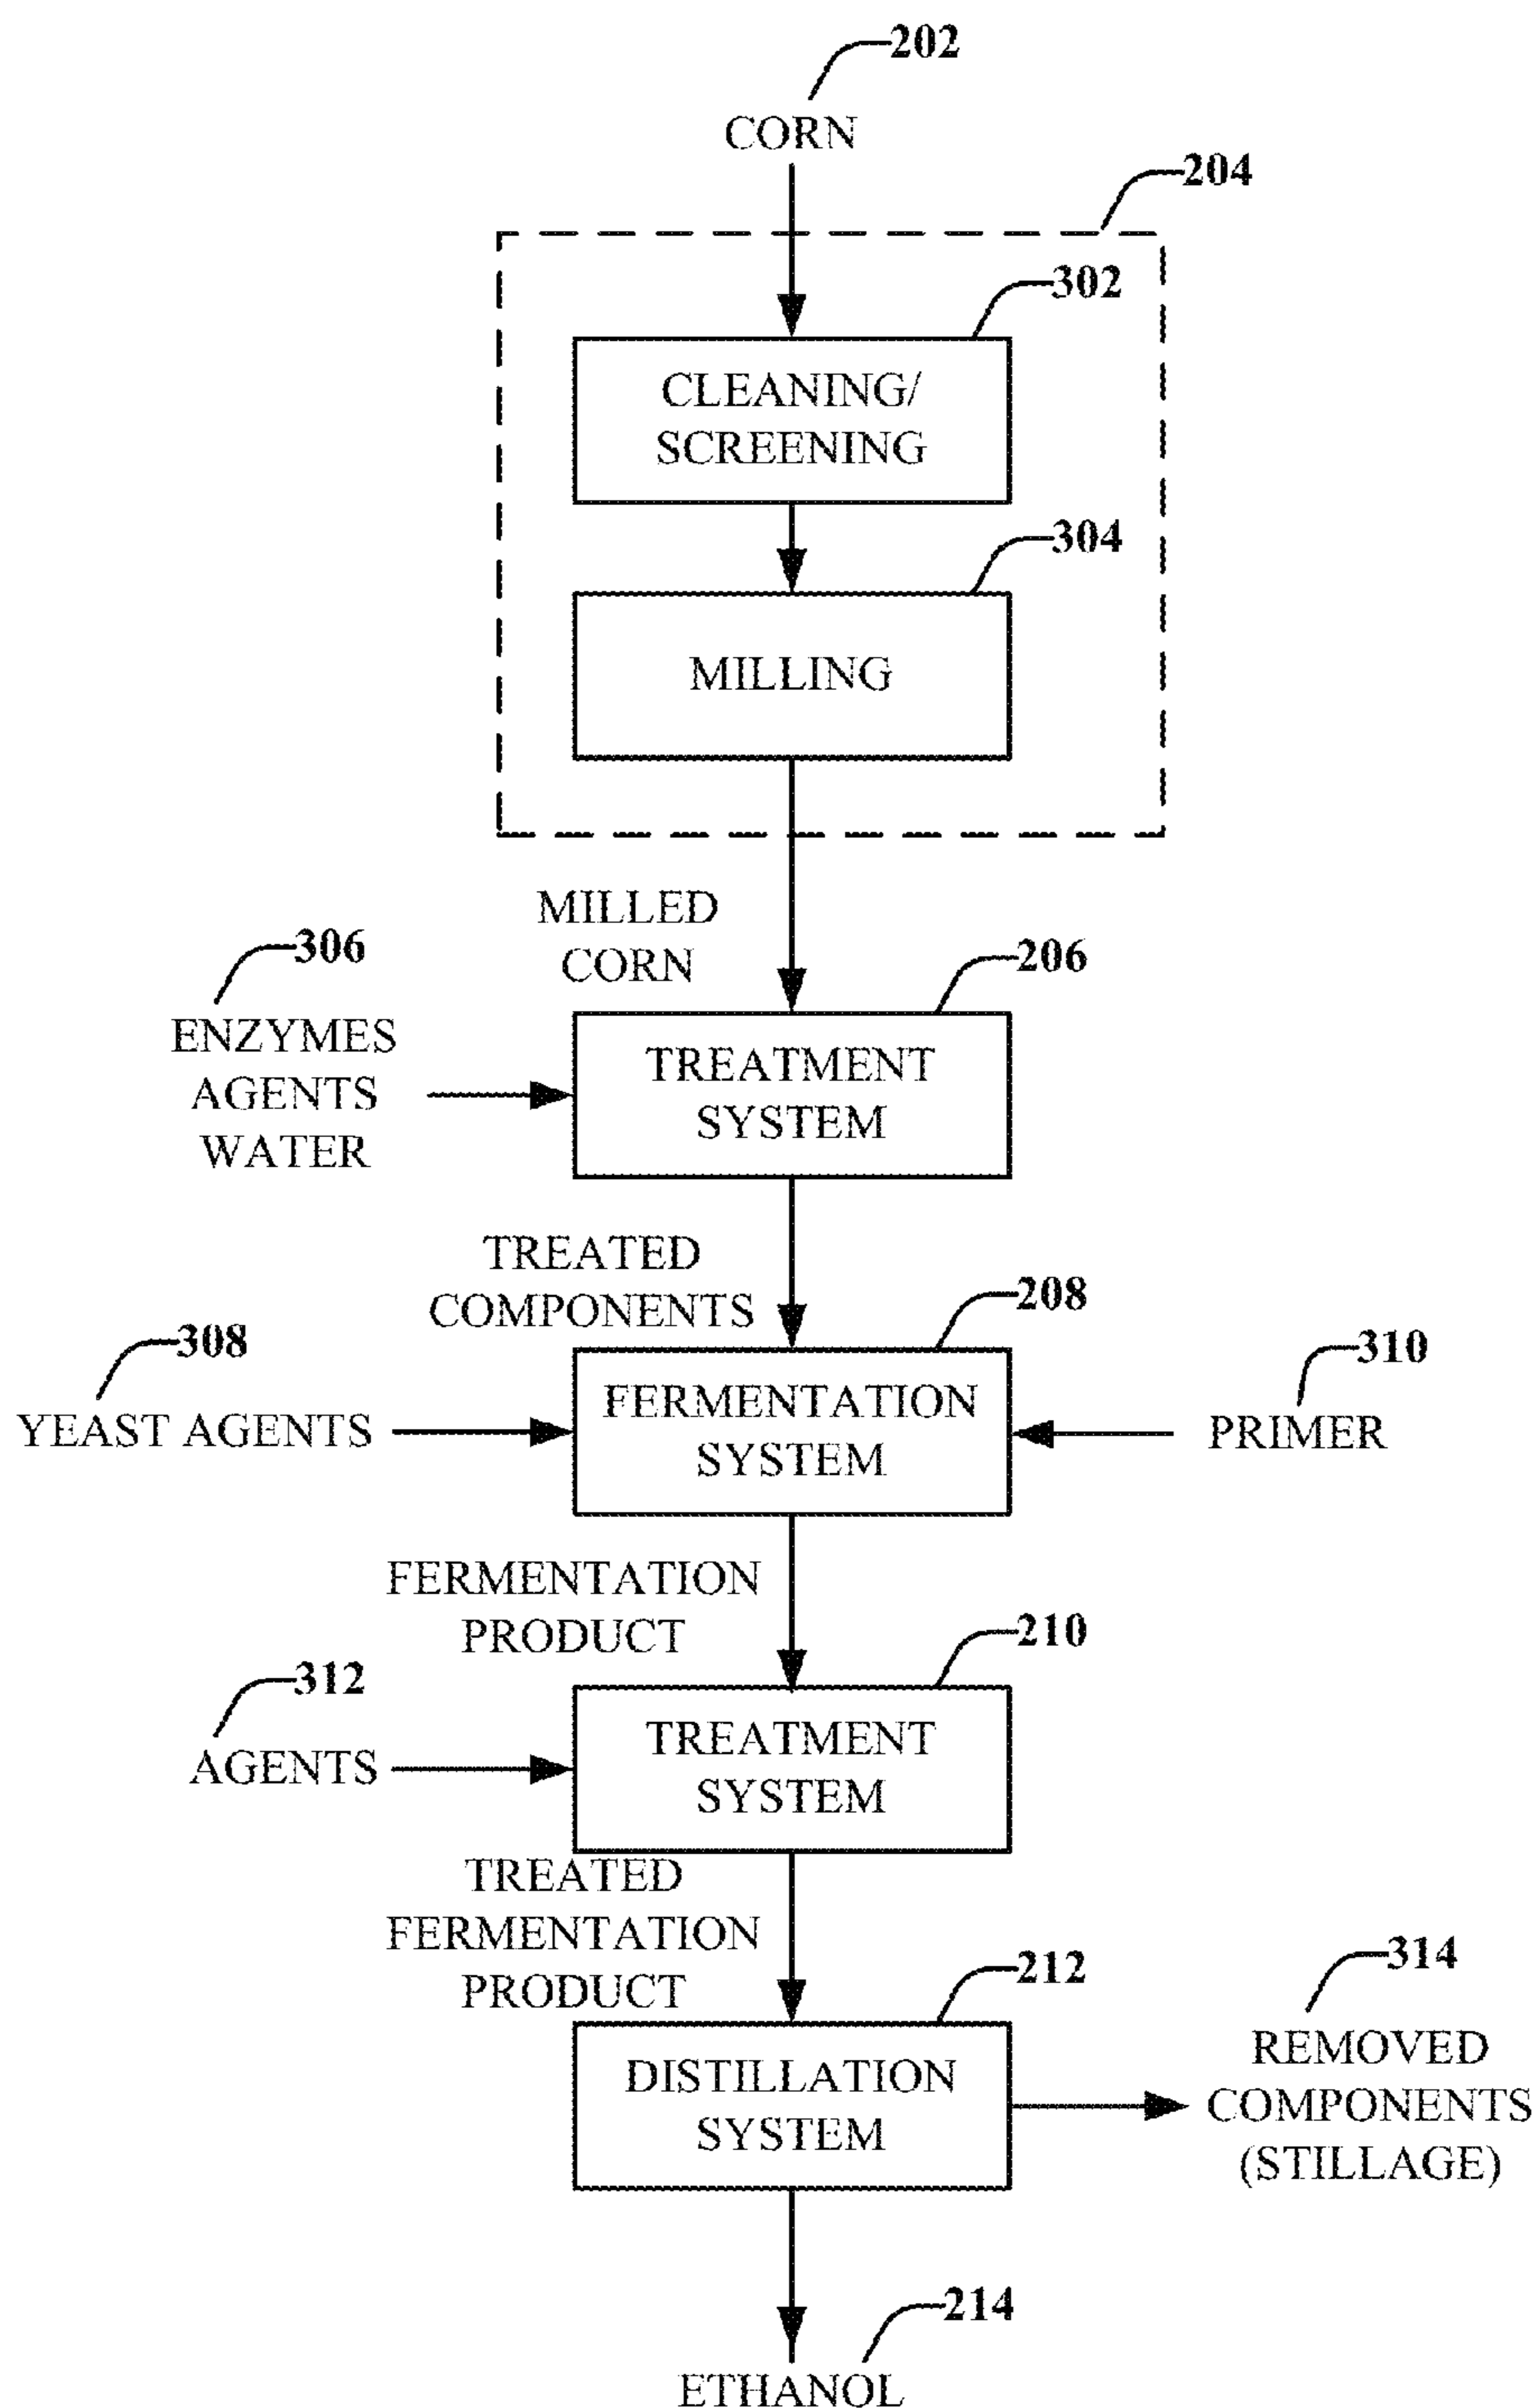 202
CORN
204
302
CLEANING/
SCREENING
304
MILLING
MILLED
CORN
306
206
ENZYMES
AGENTS
WATER
TREATMENT
SYSTEM
TREATED
COMPONENTS
208
308
310
YEAST AGENTS
FERMENTATION
SYSTEM
PRIMER
FERMENTATION
PRODUCT
210
312
AGENTS
TREATMENT
SYSTEM
TREATED
FERMENTATION
PRODUCT
212
314
DISTILLATION
SYSTEM
REMOVED
COMPONENTS
(STILLAGE)
214
ETHANOL